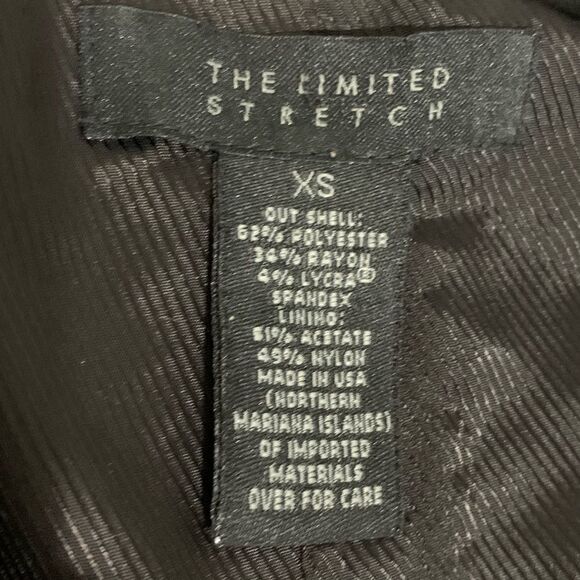 THE LIMITED
STRETCH
XS
OUT SHELL:
62% POLYESTER
34% RAYON
4% LYCRA®
SPANDEX
LINING:
51% ACETATE
49% NYLON
MADE IN USA
(NORTHERN
MARIANA ISLANDS)
OF IMPORTED
MATERIALS
OVER FOR CARE